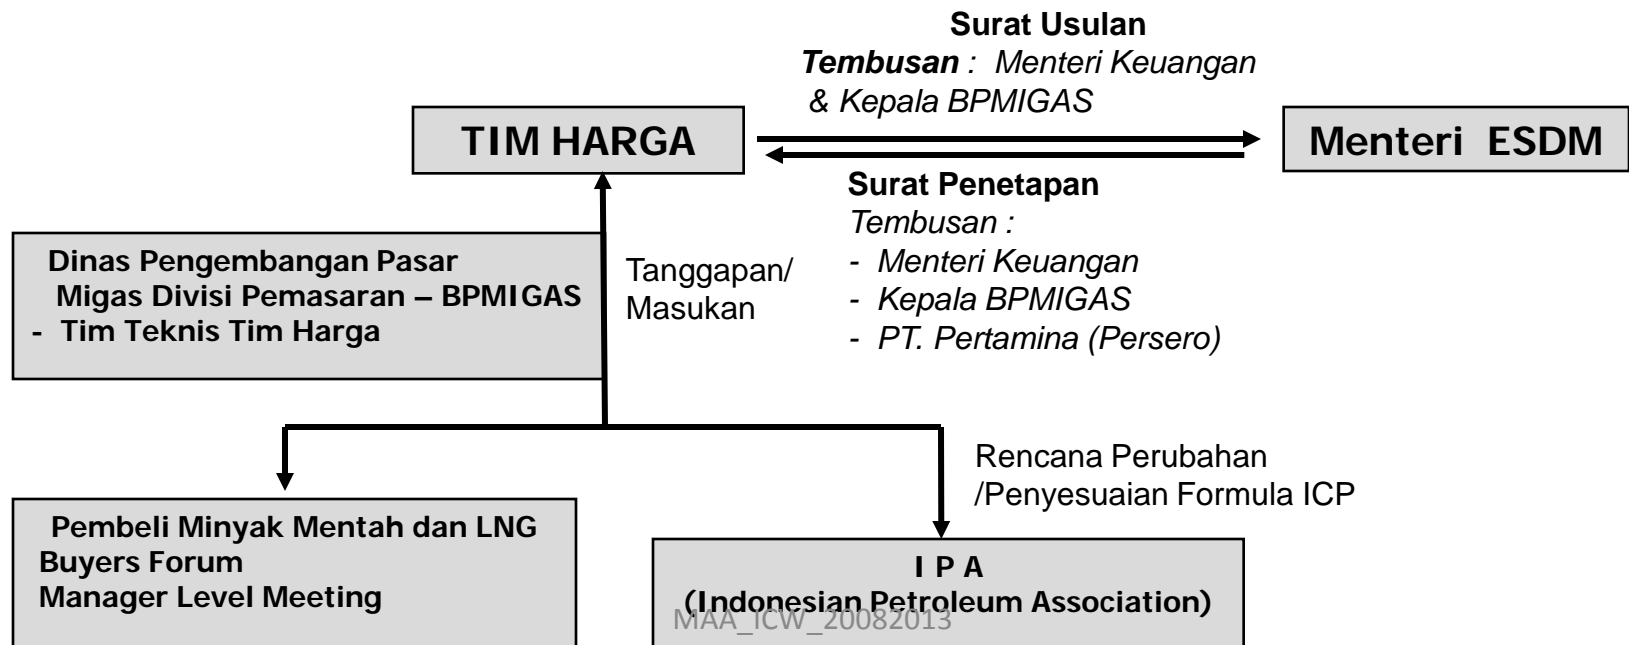 Surat Usulan
Tembusan : Menteri Keuangan
& Kepala BPMIGAS
TIM HARGA
Menteri ESDM
Surat Penetapan
Tembusan :
- Menteri Keuangan
- Kepala BPMIGAS
- PT. Pertamina (Persero)
Dinas Pengembangan Pasar
Migas Divisi Pemasaran – BPMIGAS
- Tim Teknis Tim Harga
Tanggapan/
Masukan
Rencana Perubahan
/Penyesuaian Formula ICP
Pembeli Minyak Mentah dan LNG
Buyers Forum
Manager Level Meeting
I P A
(Indonesian Petroleum Association)
MAA_ICW_20082013